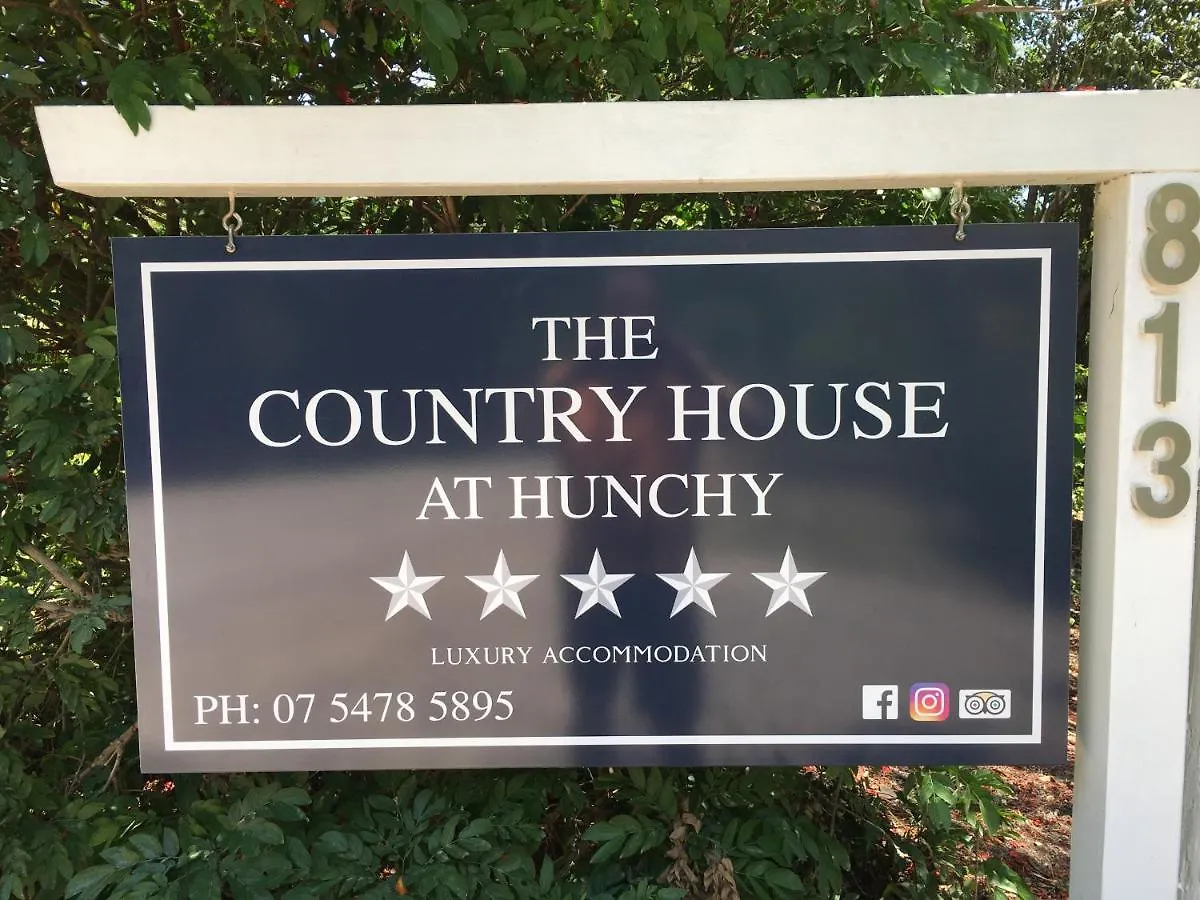 THE
COUNTRY HOUSE
AT HUNCHY
LUXURY ACCOMMODATION
PH: 07 5478 5895
f
813